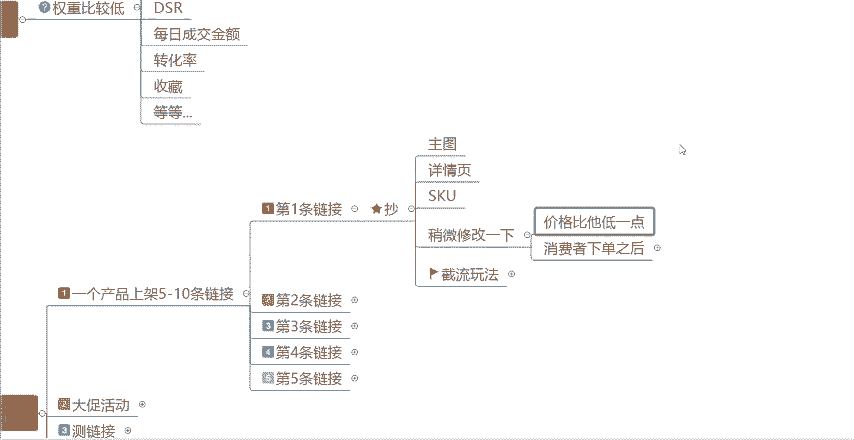 权重比较低
DSR
每日成交金额
转化率
收藏
等等...
主图
详情页
SKU
1 第1条链接
抄
稍微修改一下
价格比他低一点
消费者下单之后
截流玩法
1 一个产品上架5-10条链接
2 第2条链接
3 第3条链接
4 第4条链接
5 第5条链接
2 大促活动
3 测链接